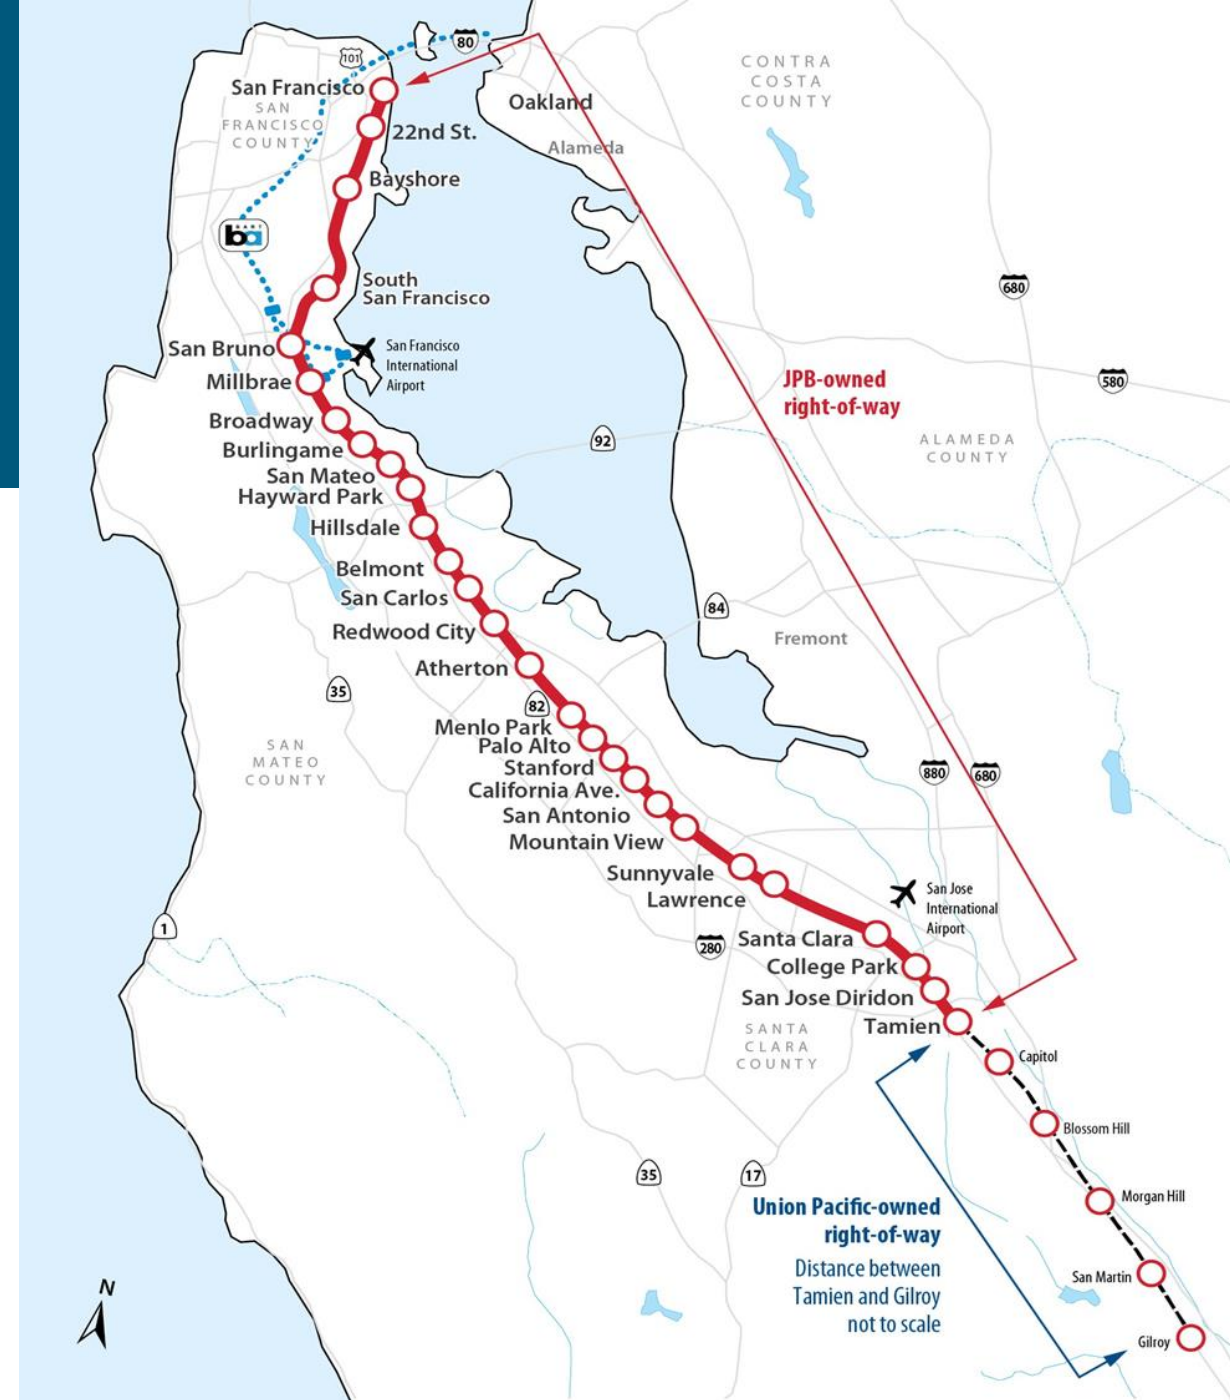 101
80
CONTRA
COSTA
COUNTY
San Francisco
SAN
FRANCISCO
COUNTY
Oakland
22nd St.
Alameda
Bayshore
BART
ba
South
San Francisco
680
San Bruno
San Francisco
International
Airport
Millbrae
JPB-owned
right-of-way
580
Broadway
Burlingame
92
ALAMEDA
COUNTY
San Mateo
Hayward Park
Hillsdale
Belmont
San Carlos
84
Redwood City
Fremont
Atherton
35
82
Menlo Park
Palo Alto
SAN
MATEO
COUNTY
Stanford
880
680
California Ave.
San Antonio
Mountain View
Sunnyvale
Lawrence
San Jose
International
Airport
1
280
Santa Clara
College Park
San Jose Diridon
Tamien
SANTA
CLARA
COUNTY
Capitol
Blossom Hill
35
17
Morgan Hill
Union Pacific-owned
right-of-way
Distance between
Tamien and Gilroy
not to scale
San Martin
N
Gilroy